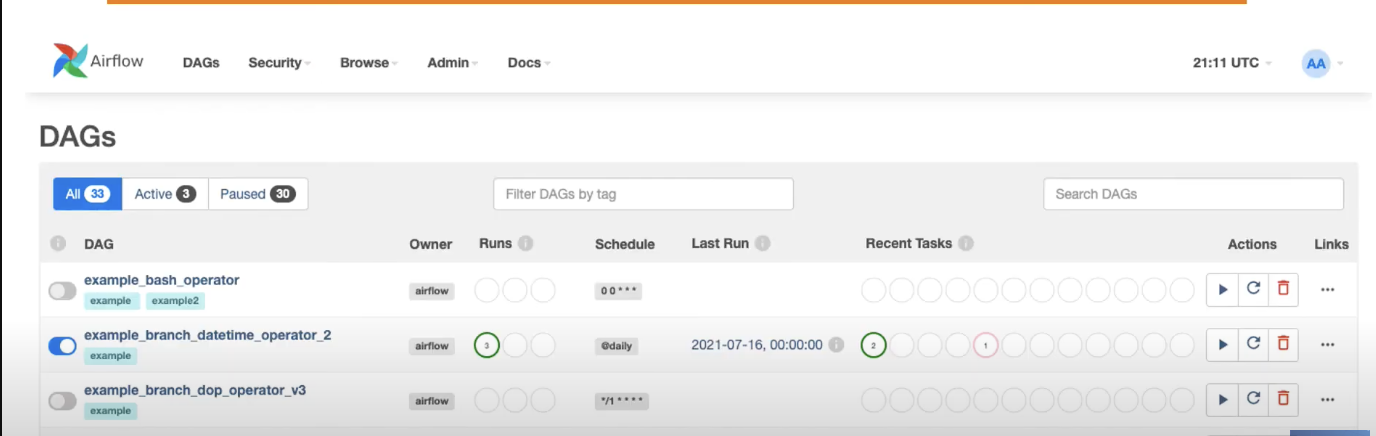 Airflow DAGs Security Browse Admin Docs 21:11 UTC AA
DAGs
All 33 Active 3 Paused 30 Filter DAGs by tag Search DAGs
i DAG Owner Runs i Schedule Last Run i Recent Tasks i Actions Links
example_bash_operator
airflow 0 0 * * *
example example2
example_branch_datetime_operator_2
airflow 3 @daily 2021-07-16, 00:00:00 i 2 1
example
example_branch_dop_operator_v3
airflow */1 * * * *
example